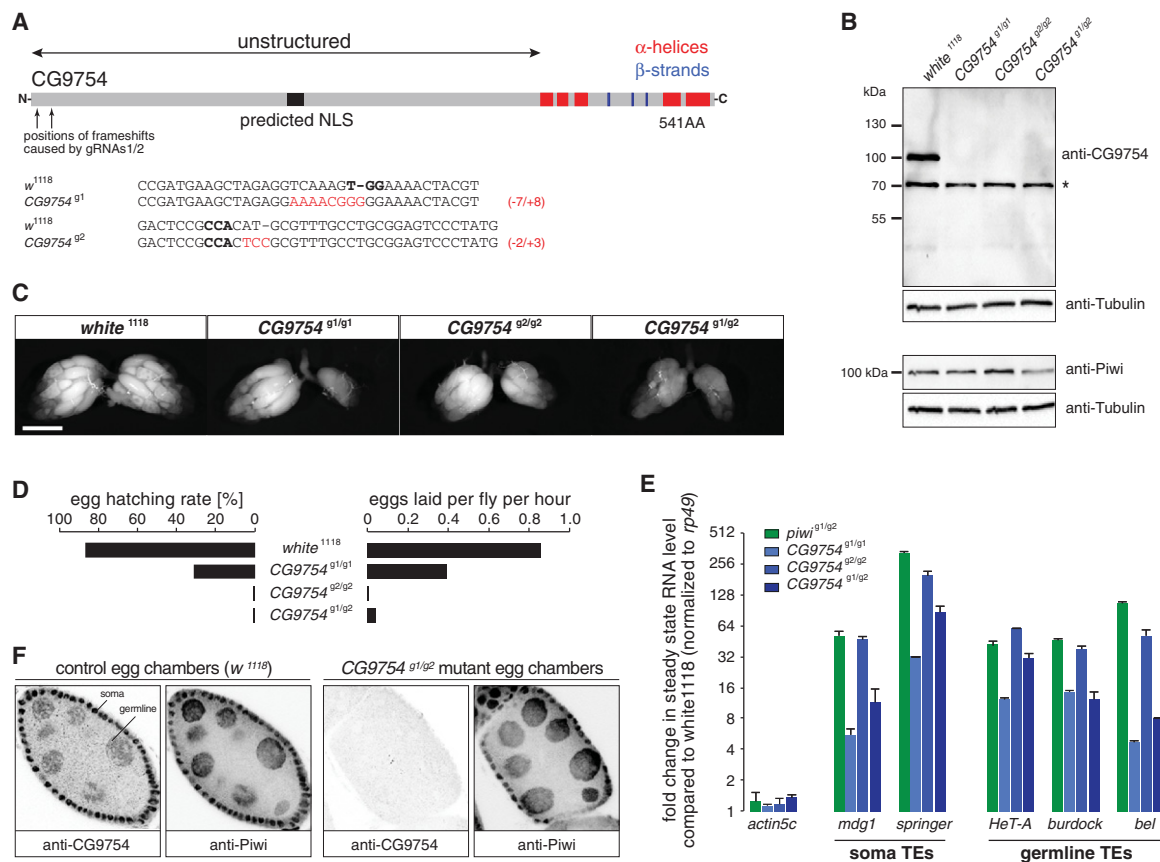 A
unstructured
α-helices
β-strands
CG9754
N-
-C
predicted NLS
541AA
positions of frameshifts
caused by gRNAs1/2
w1118 CCGATGAAGCTAGAGGTCAAAGT-GGAAAACTACGT
CG9754 g1 CCGATGAAGCTAGAGGAAAACGGGGGAAAACTACGT (-7/+8)
w1118 GACTCCGCCACAT-GCGTTTGCCTGCGGAGTCCCTATG
CG9754 g2 GACTCCGCCACTCCGCGTTTGCCTGCGGAGTCCCTATG (-2/+3)
B
white 1118 CG9754 g1/g1 CG9754 g2/g2 CG9754 g1/g2
kDa
130
100
70
55
anti-CG9754
*
anti-Tubulin
100 kDa
anti-Piwi
anti-Tubulin
C
white 1118 CG9754 g1/g1 CG9754 g2/g2 CG9754 g1/g2
D
egg hatching rate [%] eggs laid per fly per hour
100 80 60 40 20 0 0 0.2 0.4 0.6 0.8 1.0
white 1118
CG9754 g1/g1
CG9754 g2/g2
CG9754 g1/g2
E
fold change in steady state RNA level
compared to white1118 (normalized to rp49)
512
256
128
64
32
16
8
4
2
1
piwi g1/g2
CG9754 g1/g1
CG9754 g2/g2
CG9754 g1/g2
actin5c mdg1 springer HeT-A burdock bel
soma TEs germline TEs
F
control egg chambers (w 1118) CG9754 g1/g2 mutant egg chambers
soma
germline
anti-CG9754 anti-Piwi anti-CG9754 anti-Piwi